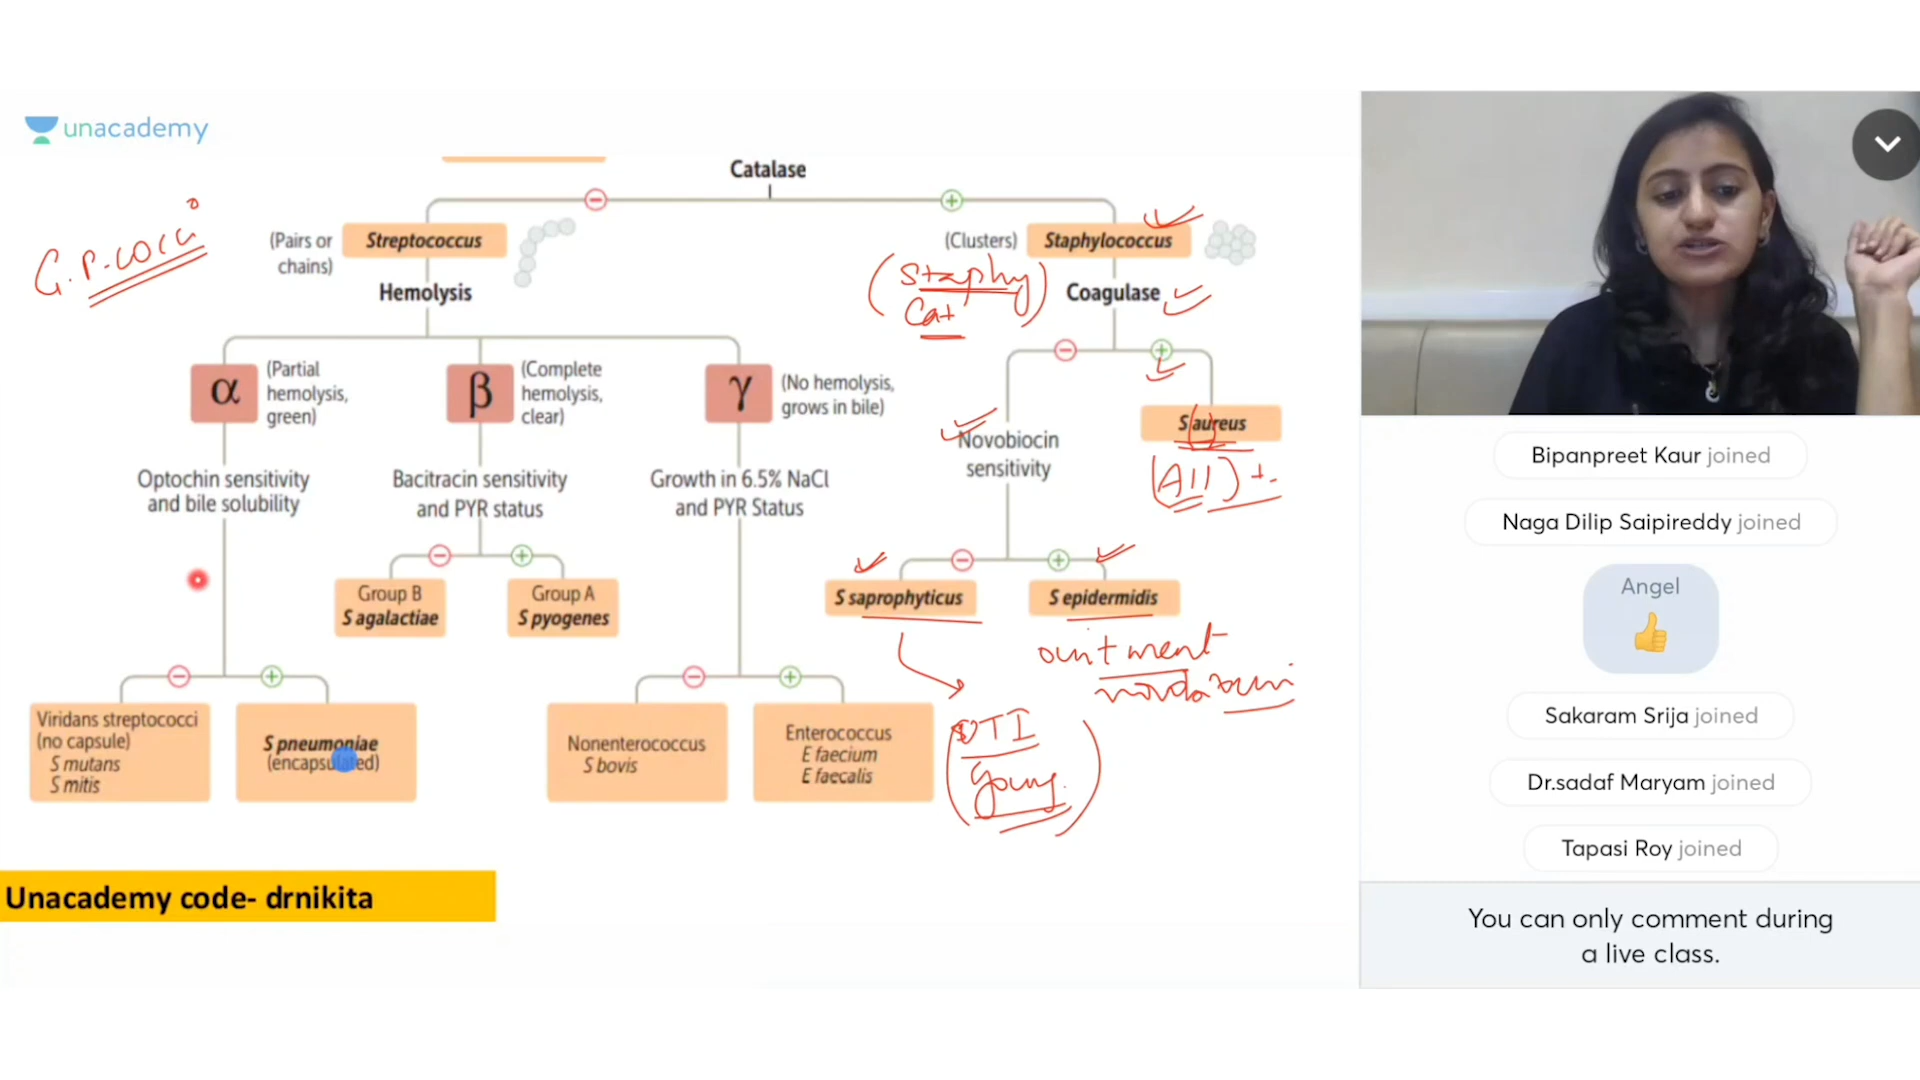 unacademy
Catalase
G.P. cocci
(Pairs or
chains)
Streptococcus
(Clusters)
Staphylococcus
(Staphy)
Cat
Hemolysis
Coagulase
α
(Partial
hemolysis,
green)
β
(Complete
hemolysis,
clear)
γ
(No hemolysis,
grows in bile)
S aureus
(All) +
Novobiocin
sensitivity
Optochin sensitivity
and bile solubility
Bacitracin sensitivity
and PYR status
Growth in 6.5% NaCl
and PYR Status
Group B
S agalactiae
Group A
S pyogenes
S saprophyticus
S epidermidis
ointment
UTI
young
Viridans streptococci
(no capsule)
S mutans
S mitis
S pneumoniae
(encapsulated)
Nonenterococcus
S bovis
Enterococcus
E faecium
E faecalis
Unacademy code- drnikita
Bipanpreet Kaur joined
Naga Dilip Saipireddy joined
Angel
Sakaram Srija joined
Dr.sadaf Maryam joined
Tapasi Roy joined
You can only comment during
a live class.